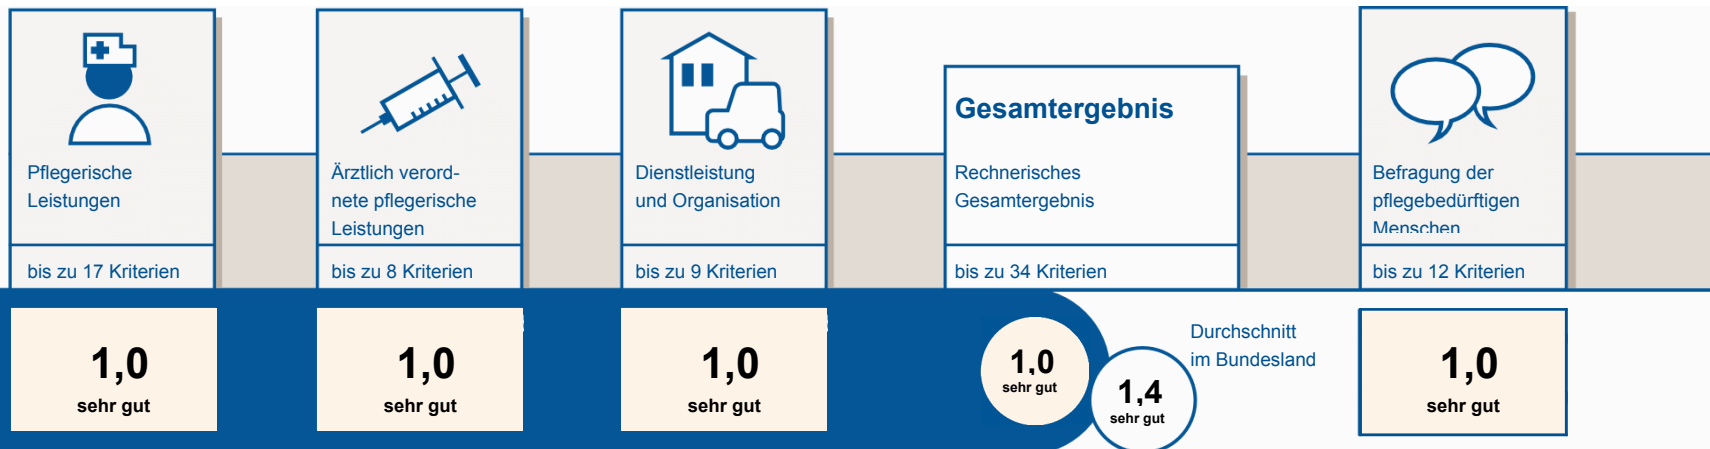 Pflegerische
Leistungen
bis zu 17 Kriterien
1,0
sehr gut
Ärztlich verord-
nete pflegerische
Leistungen
bis zu 8 Kriterien
1,0
sehr gut
Dienstleistung
und Organisation
bis zu 9 Kriterien
1,0
sehr gut
Gesamtergebnis
Rechnerisches
Gesamtergebnis
bis zu 34 Kriterien
1,0
sehr gut
1,4
sehr gut
Durchschnitt
im Bundesland
Befragung der
pflegebedürftigen
Menschen
bis zu 12 Kriterien
1,0
sehr gut